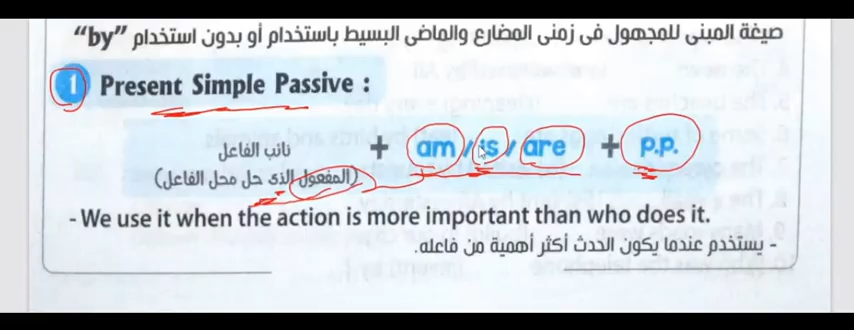 صيغة المبنى للمجهول فى زمنى المضارع والماضى البسيط باستخدام أو بدون استخدام "by"
1 Present Simple Passive :
نائب الفاعل + am / is / are + p.p.
(المفعول الذى حل محل الفاعل)
- We use it when the action is more important than who does it.
- يستخدم عندما يكون الحدث أكثر أهمية من فاعله.